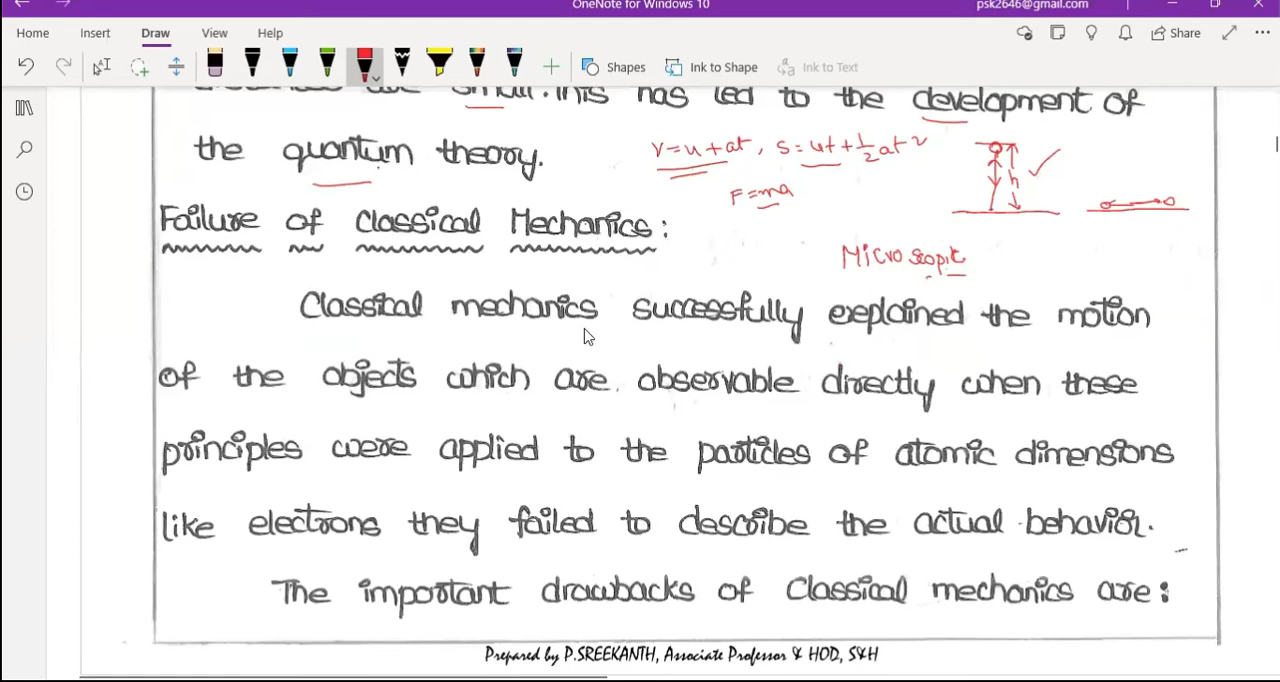 OneNote for Windows 10
psk2646@gmail.com
Home Insert Draw View Help
Share
Shapes Ink to Shape Ink to Text
small. This has led to the development of
the quantum theory.
v=u+at, s=ut+½at²
F=ma
h
Failure of Classical Mechanics:
Microscopic
Classical mechanics successfully explained the motion
of the objects which are observable directly when these
principles were applied to the particles of atomic dimensions
like electrons they failed to describe the actual behavior.
The important drawbacks of Classical mechanics are:
Prepared by P.SREEKANTH, Associate Professor & HOD, S&H